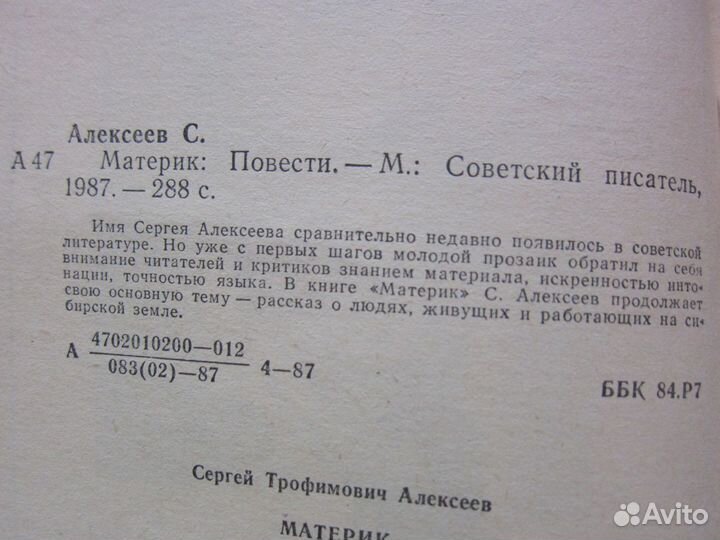 Алексеев С.
А 47 Материк: Повести. — М.: Советский писатель,
1987. — 288 с.
Имя Сергея Алексеева сравнительно недавно появилось в советской
литературе. Но уже с первых шагов молодой прозаик обратил на себя
внимание читателей и критиков знанием материала, искренностью инто-
нации, точностью языка. В книге «Материк» С. Алексеев продолжает
свою основную тему — рассказ о людях, живущих и работающих на си-
бирской земле.
А 4702010200—012
083(02)—87 4—87
ББК 84.Р7
Сергей Трофимович Алексеев
МАТЕРИК
Avito